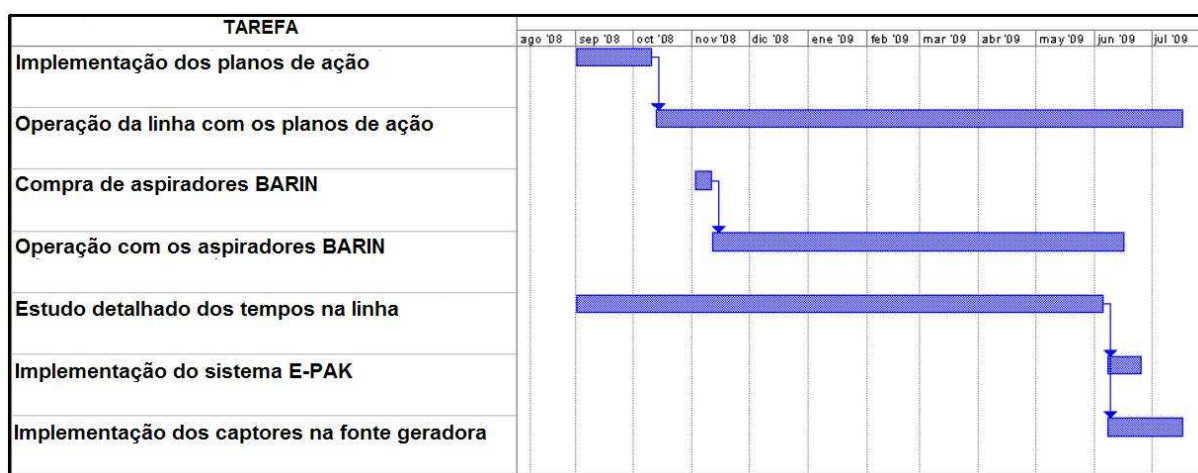 TAREFA
ago '08 sep '08 oct '08 nov '08 dic '08 ene '09 feb '09 mar '09 abr '09 may '09 jun '09 jul '09
Implementação dos planos de ação
Operação da linha com os planos de ação
Compra de aspiradores BARIN
Operação com os aspiradores BARIN
Estudo detalhado dos tempos na linha
Implementação do sistema E-PAK
Implementação dos captores na fonte geradora